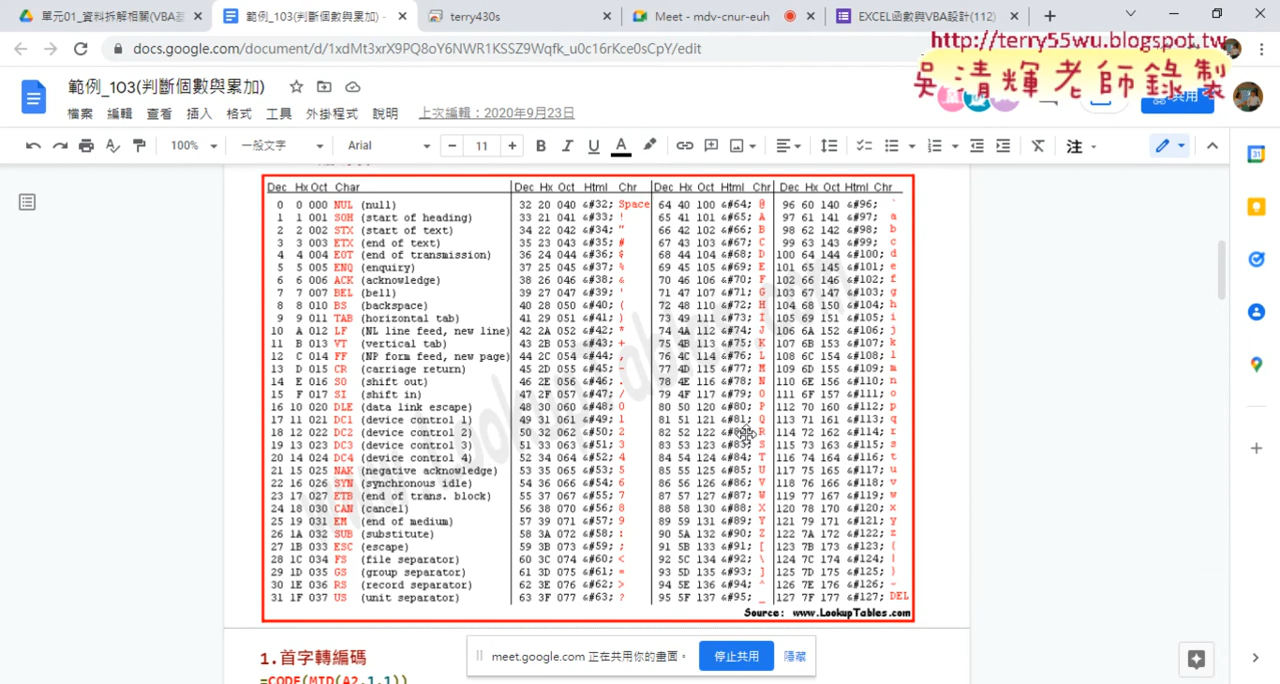 單元01_資料拆解相關(VBA基
範例_103(判斷個數與累加) -
terry430s
Meet - mdv-cnur-euh
EXCEL函數與VBA設計(112)
docs.google.com/document/d/1xdMt3xrX9PQ8oY6NWR1KSSZ9Wqfk_u0c16rKce0sCpY/edit
http://terry55wu.blogspot.tw
吳清輝老師錄製
範例_103(判斷個數與累加)
檔案 編輯 查看 插入 格式 工具 外掛程式 說明 上次編輯:2020年9月23日
共用
100% 一般文字 Arial 11 B I U A 注
Dec Hx Oct Char Dec Hx Oct Html Chr Dec Hx Oct Html Chr Dec Hx Oct Html Chr
0 0 000 NUL (null) 32 20 040 &#32; Space 64 40 100 &#64; @ 96 60 140 &#96; `
1 1 001 SOH (start of heading) 33 21 041 &#33; ! 65 41 101 &#65; A 97 61 141 &#97; a
2 2 002 STX (start of text) 34 22 042 &#34; " 66 42 102 &#66; B 98 62 142 &#98; b
3 3 003 ETX (end of text) 35 23 043 &#35; # 67 43 103 &#67; C 99 63 143 &#99; c
4 4 004 EOT (end of transmission) 36 24 044 &#36; $ 68 44 104 &#68; D 100 64 144 &#100; d
5 5 005 ENQ (enquiry) 37 25 045 &#37; % 69 45 105 &#69; E 101 65 145 &#101; e
6 6 006 ACK (acknowledge) 38 26 046 &#38; & 70 46 106 &#70; F 102 66 146 &#102; f
7 7 007 BEL (bell) 39 27 047 &#39; ' 71 47 107 &#71; G 103 67 147 &#103; g
8 8 010 BS (backspace) 40 28 050 &#40; ( 72 48 110 &#72; H 104 68 150 &#104; h
9 9 011 TAB (horizontal tab) 41 29 051 &#41; ) 73 49 111 &#73; I 105 69 151 &#105; i
10 A 012 LF (NL line feed, new line) 42 2A 052 &#42; * 74 4A 112 &#74; J 106 6A 152 &#106; j
11 B 013 VT (vertical tab) 43 2B 053 &#43; + 75 4B 113 &#75; K 107 6B 153 &#107; k
12 C 014 FF (NP form feed, new page) 44 2C 054 &#44; , 76 4C 114 &#76; L 108 6C 154 &#108; l
13 D 015 CR (carriage return) 45 2D 055 &#45; - 77 4D 115 &#77; M 109 6D 155 &#109; m
14 E 016 SO (shift out) 46 2E 056 &#46; . 78 4E 116 &#78; N 110 6E 156 &#110; n
15 F 017 SI (shift in) 47 2F 057 &#47; / 79 4F 117 &#79; O 111 6F 157 &#111; o
16 10 020 DLE (data link escape) 48 30 060 &#48; 0 80 50 120 &#80; P 112 70 160 &#112; p
17 11 021 DC1 (device control 1) 49 31 061 &#49; 1 81 51 121 &#81; Q 113 71 161 &#113; q
18 12 022 DC2 (device control 2) 50 32 062 &#50; 2 82 52 122 R 114 72 162 &#114; r
19 13 023 DC3 (device control 3) 51 33 063 &#51; 3 83 53 123 &#83; S 115 73 163 &#115; s
20 14 024 DC4 (device control 4) 52 34 064 &#52; 4 84 54 124 &#84; T 116 74 164 &#116; t
21 15 025 NAK (negative acknowledge) 53 35 065 &#53; 5 85 55 125 &#85; U 117 75 165 &#117; u
22 16 026 SYN (synchronous idle) 54 36 066 &#54; 6 86 56 126 &#86; V 118 76 166 &#118; v
23 17 027 ETB (end of trans. block) 55 37 067 &#55; 7 87 57 127 &#87; W 119 77 167 &#119; w
24 18 030 CAN (cancel) 56 38 070 &#56; 8 88 58 130 &#88; X 120 78 170 &#120; x
25 19 031 EM (end of medium) 57 39 071 &#57; 9 89 59 131 &#89; Y 121 79 171 &#121; y
26 1A 032 SUB (substitute) 58 3A 072 &#58; : 90 5A 132 &#90; Z 122 7A 172 &#122; z
27 1B 033 ESC (escape) 59 3B 073 &#59; ; 91 5B 133 &#91; [ 123 7B 173 &#123; {
28 1C 034 FS (file separator) 60 3C 074 &#60; < 92 5C 134 &#92; \ 124 7C 174 &#124; |
29 1D 035 GS (group separator) 61 3D 075 &#61; = 93 5D 135 &#93; ] 125 7D 175 &#125; }
30 1E 036 RS (record separator) 62 3E 076 &#62; > 94 5E 136 &#94; ^ 126 7E 176 &#126; ~
31 1F 037 US (unit separator) 63 3F 077 &#63; ? 95 5F 137 &#95; _ 127 7F 177 &#127; DEL
Source: www.LookupTables.com
1.首字轉編碼
=CODE(MID(A2,1,1))
meet.google.com 正在共用你的畫面。 停止共用 隱藏